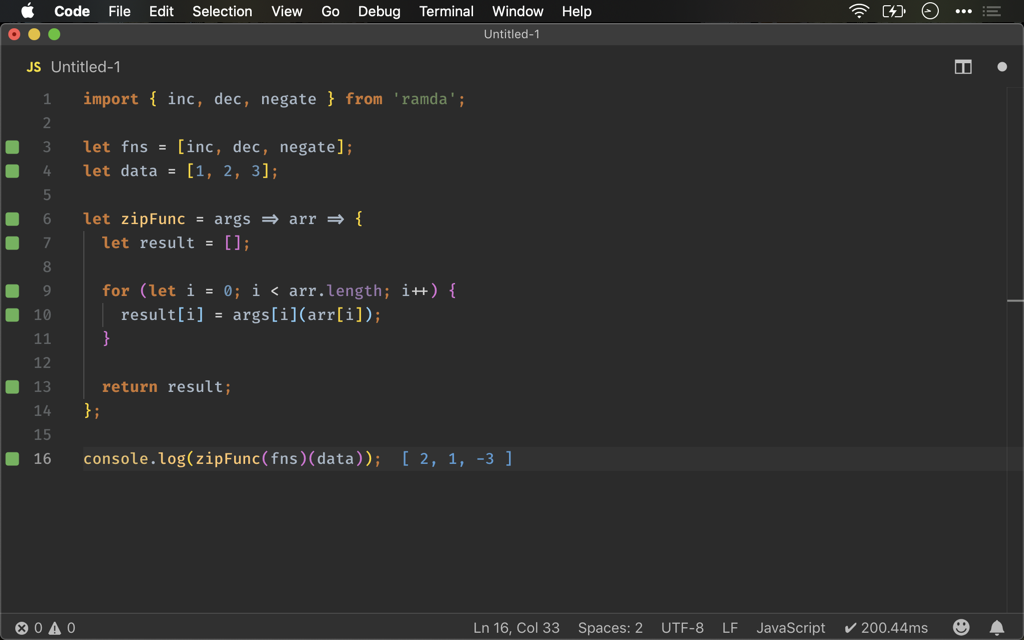 Code File Edit Selection View Go Debug Terminal Window Help
Untitled-1
JS Untitled-1
1 import { inc, dec, negate } from 'ramda';
2
3 let fns = [inc, dec, negate];
4 let data = [1, 2, 3];
5
6 let zipFunc = args => arr => {
7 let result = [];
8
9 for (let i = 0; i < arr.length; i++) {
10 result[i] = args[i](arr[i]);
11 }
12
13 return result;
14 };
15
16 console.log(zipFunc(fns)(data)); [ 2, 1, -3 ]
0 0 Ln 16, Col 33 Spaces: 2 UTF-8 LF JavaScript ✔ 200.44ms